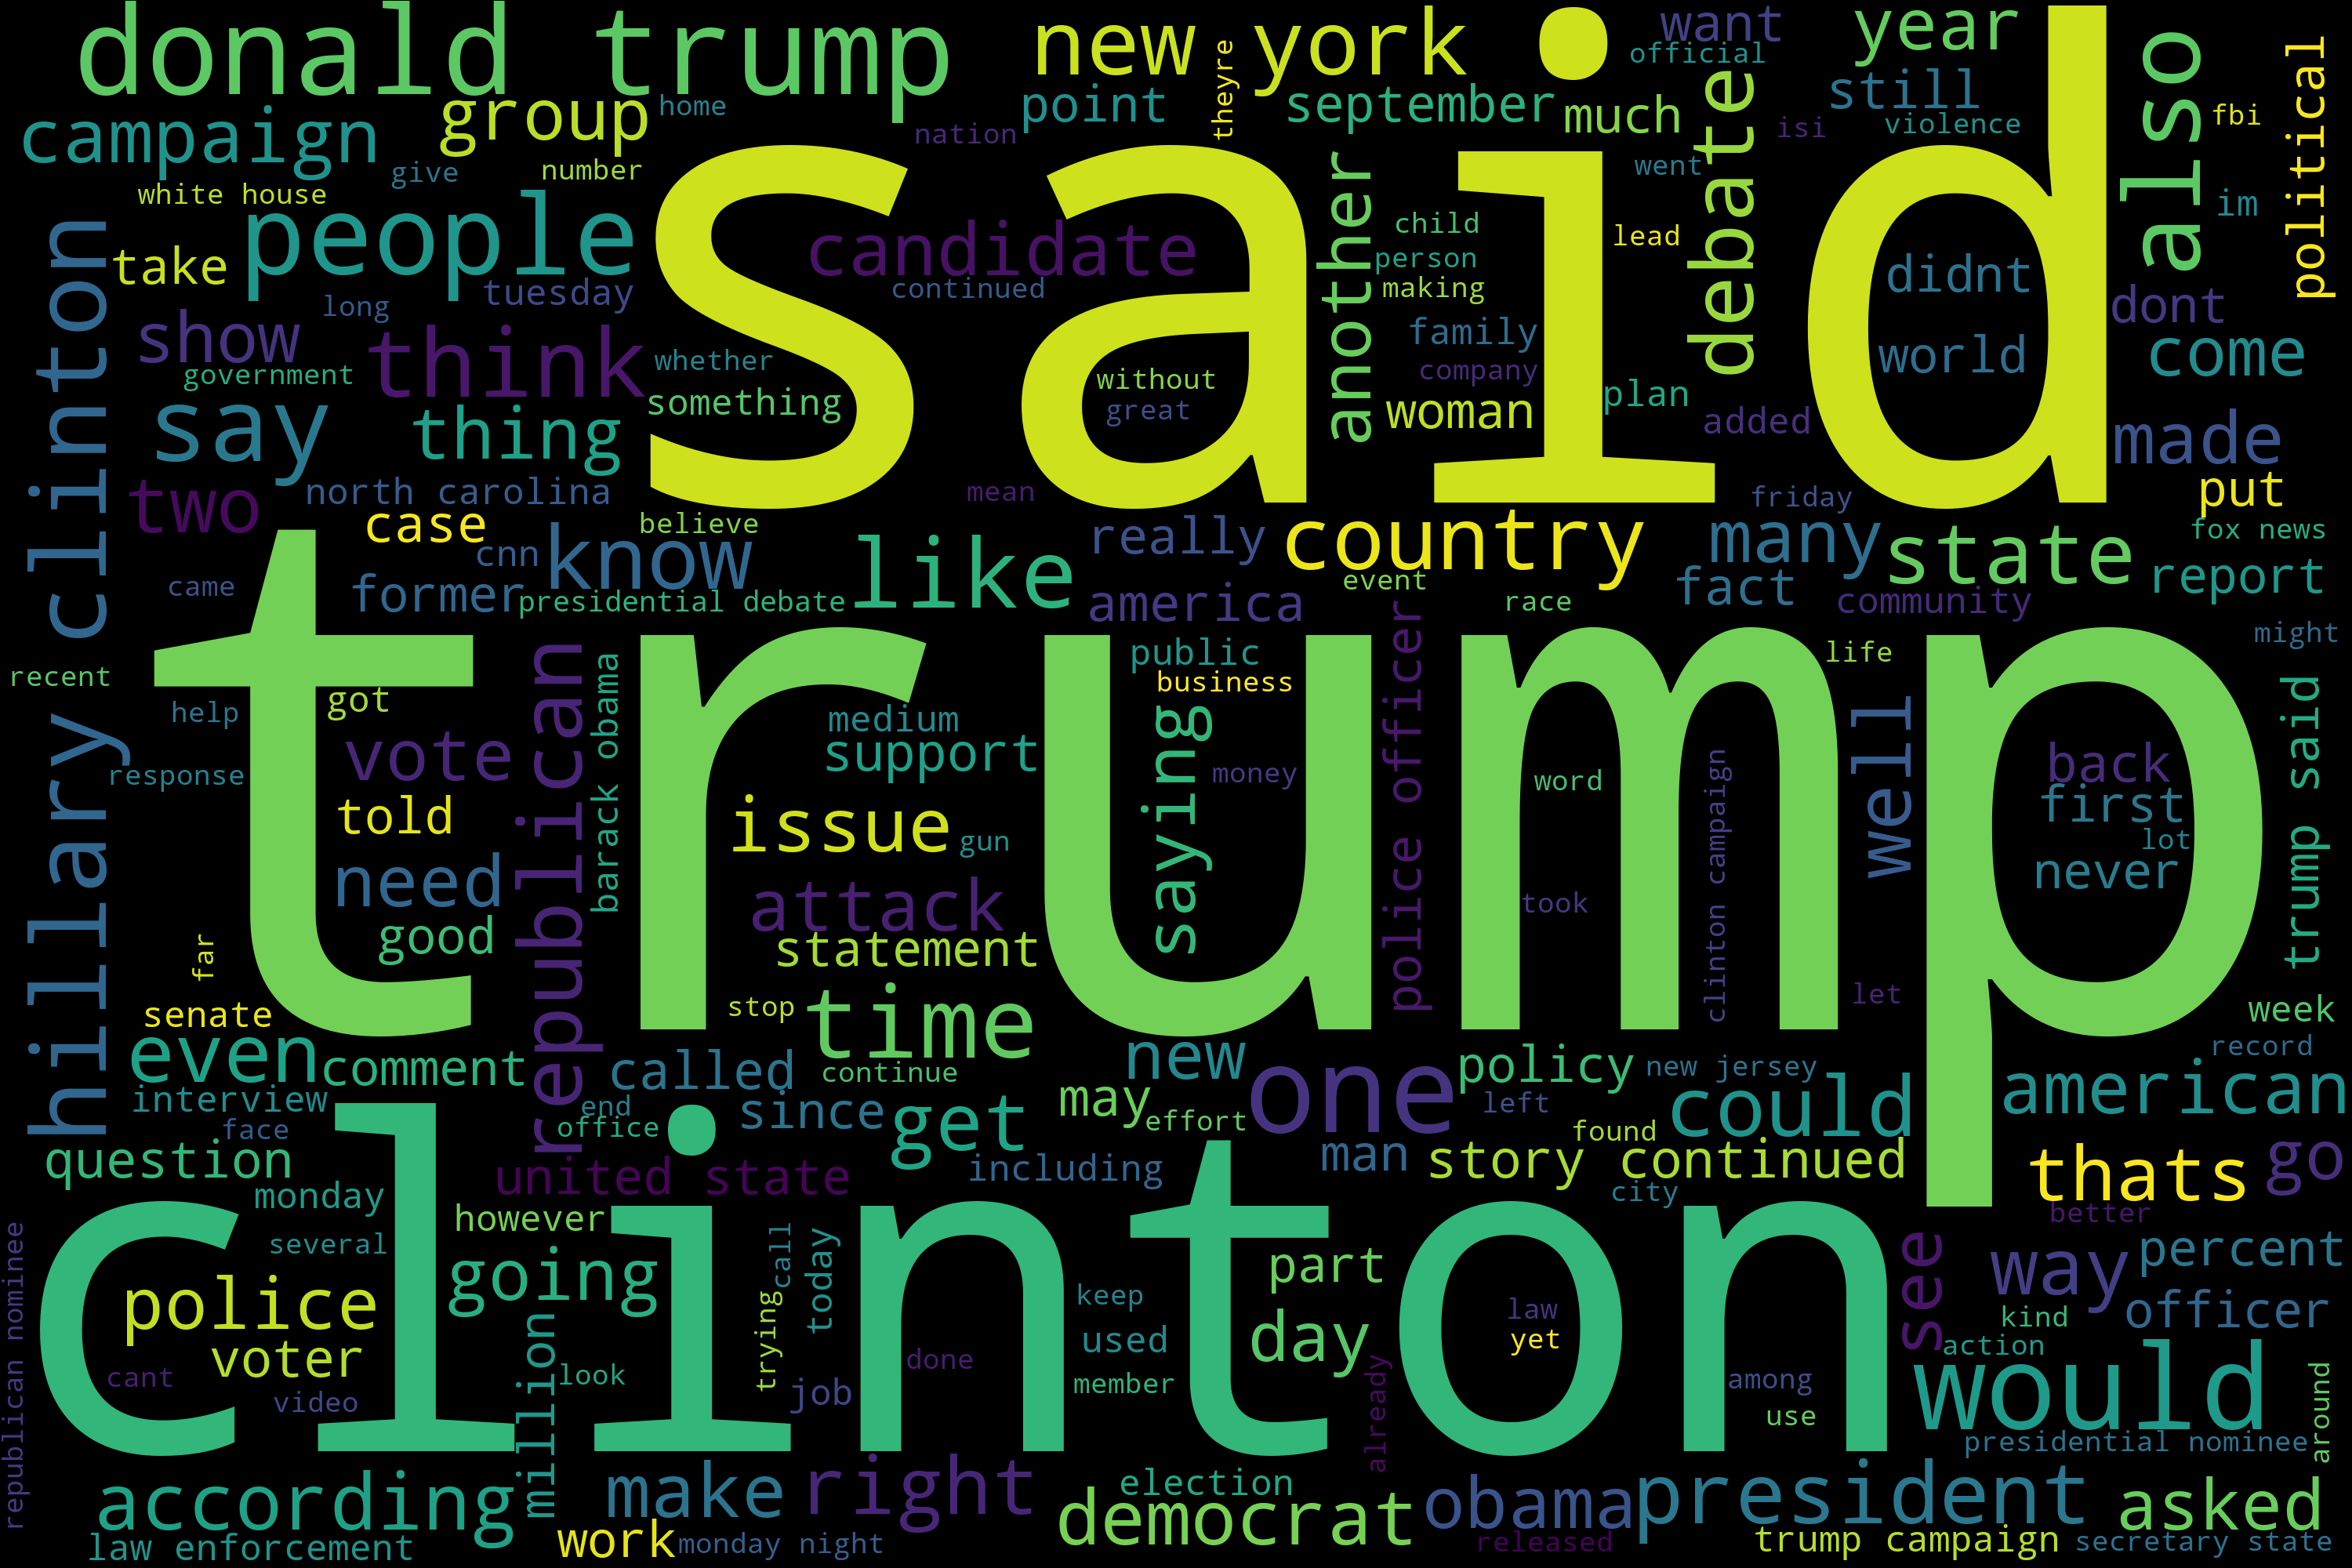 donald trump
new york
said
want
official
year
also
political
campaign
group
home
nation
point
theyre
september
much
debate
still
isi
violence
fbi
white house
give
number
people
take
candidate
another
child
person
making
went
lead
didnt
im
hillary clinton
show
long
tuesday
think
continued
family
world
dont
come
government
whether
something
without
great
company
woman
plan
added
made
say
thing
two
north carolina
mean
friday
put
case
cnn
believe
know
like
really
country
many
state
fox news
came
former
presidential debate
america
event
race
fact
community
report
trump
recent
help
got
republican
barack obama
medium
support
public
business
saying
money
police officer
word
clinton campaign
life
well
back
first
lot
never
trump said
might
response
vote
told
need
good
issue
gun
attack
statement
took
far
senate
stop
time
let
week
even
comment
called
continue
new
one
policy
new jersey
could
record
american
interview
face
end
office
since
get
may
effort
left
found
question
united state
including
man
story continued
city
thats
go
clinton
monday
several
however
going
call
today
trying
part
keep
used
day
law
yet
see
way
better
percent
kind
officer
republican nominee
police
voter
cant
video
million
look
job
done
member
already
among
use
action
would
around
presidential nominee
according
law enforcement
make
work
right
monday night
election
democrat
obama
released
president
trump campaign
asked
secretary state